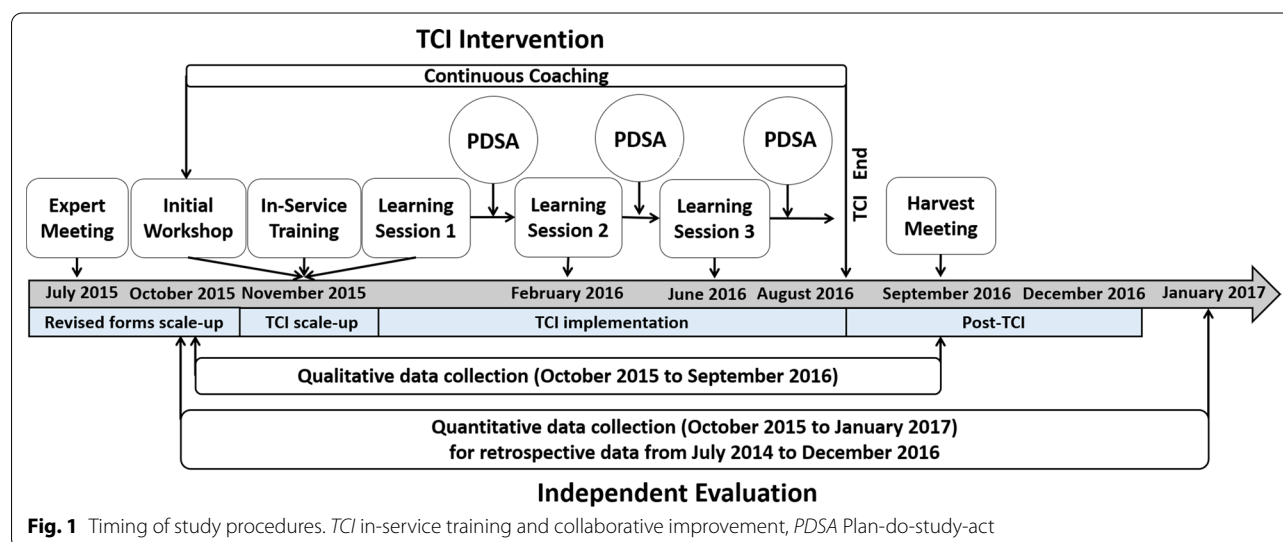 TCI Intervention
Continuous Coaching
PDSA
PDSA
PDSA
TCI End
Expert
Meeting
Initial
Workshop
In-Service
Training
Learning
Session 1
Learning
Session 2
Learning
Session 3
Harvest
Meeting
July 2015 October 2015 November 2015 February 2016 June 2016 August 2016 September 2016 December 2016 January 2017
Revised forms scale-up TCI scale-up TCI implementation Post-TCI
Qualitative data collection (October 2015 to September 2016)
Quantitative data collection (October 2015 to January 2017)
for retrospective data from July 2014 to December 2016
Independent Evaluation
Fig. 1 Timing of study procedures. TCI in-service training and collaborative improvement, PDSA Plan-do-study-act